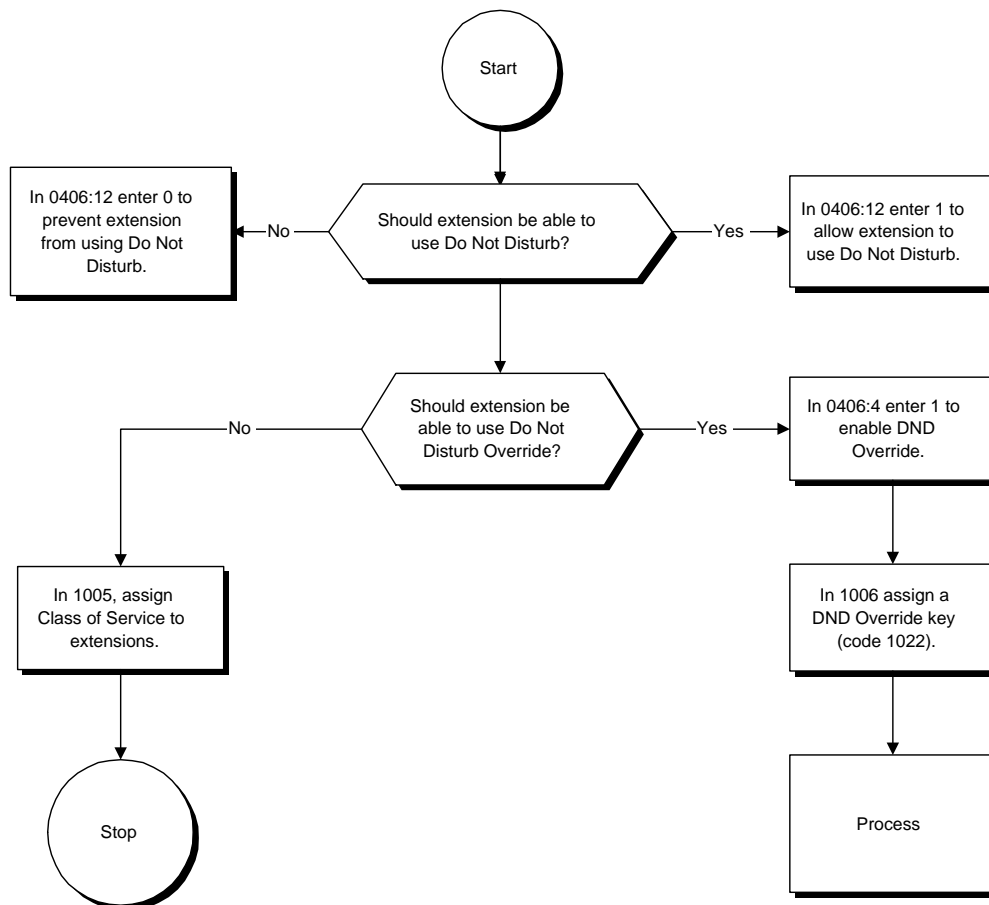 Start
In 0406:12 enter 0 to
prevent extension
from using Do Not
Disturb.
No
Should extension be able to
use Do Not Disturb?
Yes
In 0406:12 enter 1 to
allow extension to
use Do Not Disturb.
No
Should extension be
able to use Do Not
Disturb Override?
Yes
In 0406:4 enter 1 to
enable DND
Override.
In 1005, assign
Class of Service to
extensions.
In 1006 assign a
DND Override key
(code 1022).
Stop
Process